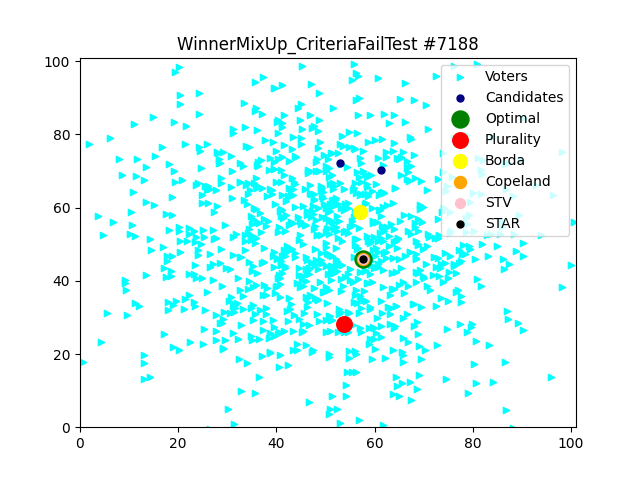 WinnerMixUp_CriteriaFailTest #7188
100
80
60
40
20
0
0 20 40 60 80 100
Voters
Candidates
Optimal
Plurality
Borda
Copeland
STV
STAR